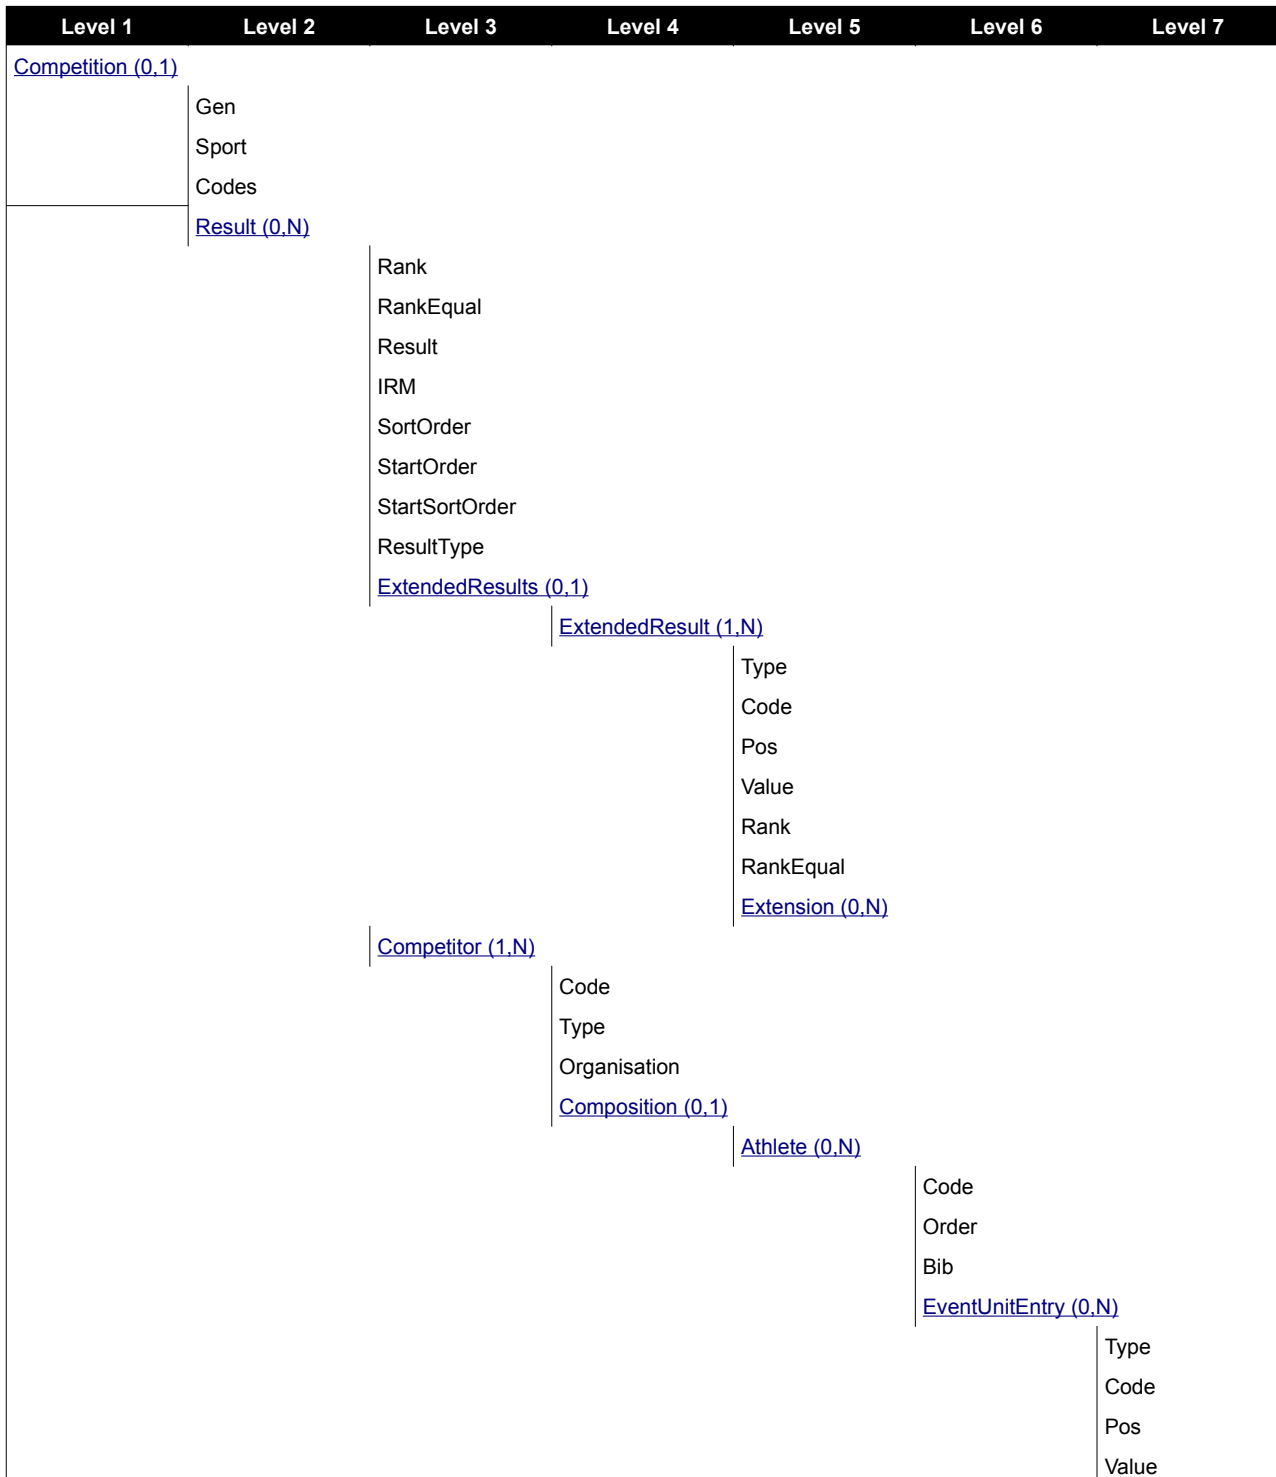 Level 1 Level 2 Level 3 Level 4 Level 5 Level 6 Level 7
Competition (0,1)
Gen
Sport
Codes
Result (0,N)
Rank
RankEqual
Result
IRM
SortOrder
StartOrder
StartSortOrder
ResultType
ExtendedResults (0,1)
ExtendedResult (1,N)
Type
Code
Pos
Value
Rank
RankEqual
Extension (0,N)
Competitor (1,N)
Code
Type
Organisation
Composition (0,1)
Athlete (0,N)
Code
Order
Bib
EventUnitEntry (0,N)
Type
Code
Pos
Value